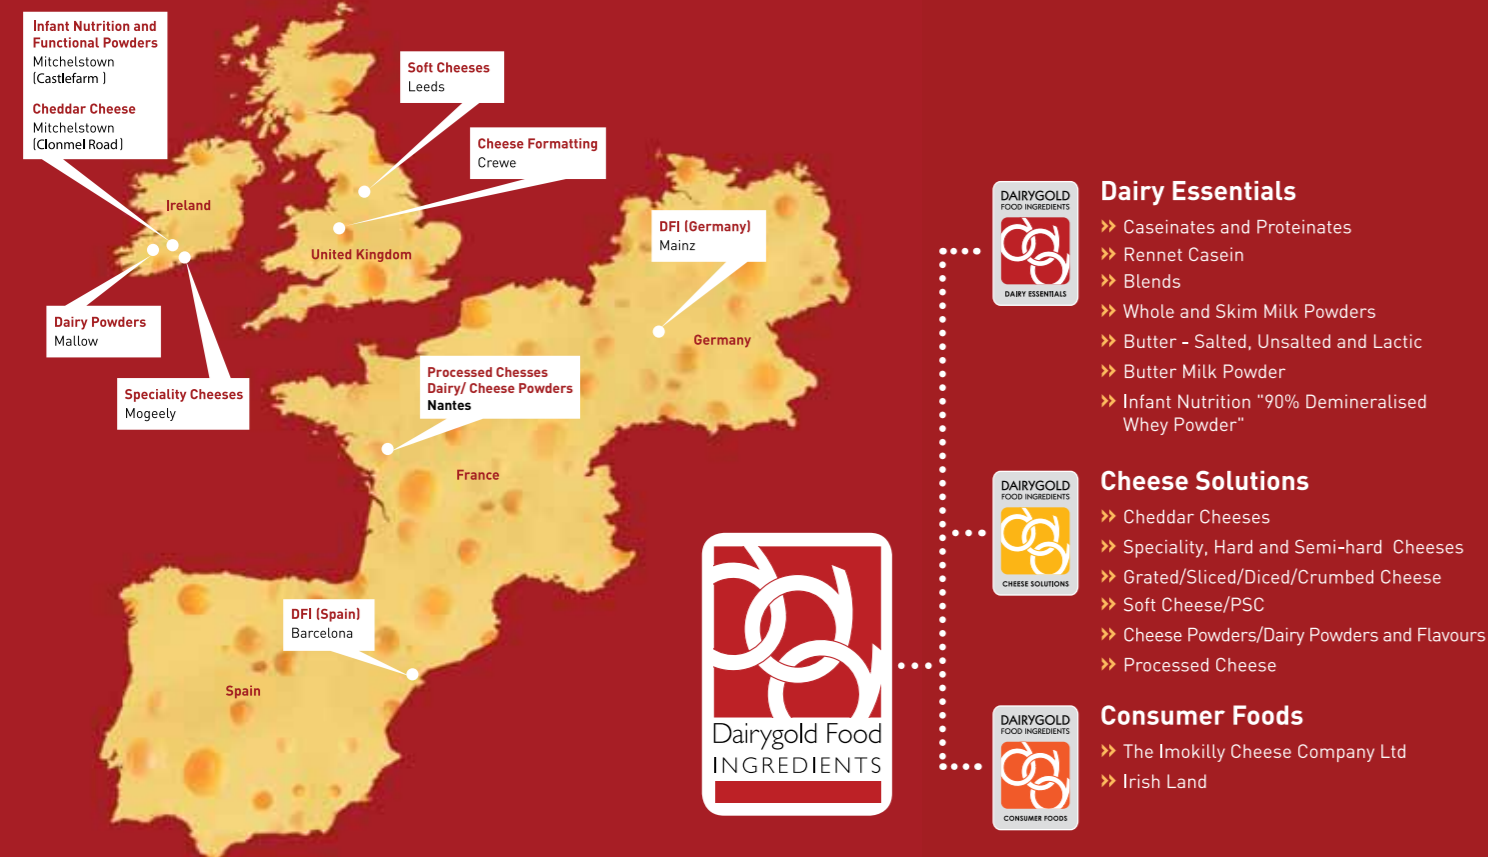 Infant Nutrition and
Functional Powders
Mitchelstown
(Castlefarm )
Cheddar Cheese
Mitchelstown
(Clonmel Road)
Soft Cheeses
Leeds
Cheese Formatting
Crewe
Ireland
United Kingdom
DFI (Germany)
Mainz
Germany
Dairy Powders
Mallow
Speciality Cheeses
Mogeely
Processed Chesses
Dairy/ Cheese Powders
Nantes
France
DFI (Spain)
Barcelona
Spain
Dairygold Food
INGREDIENTS
DAIRYGOLD
FOOD INGREDIENTS
DAIRY ESSENTIALS
Dairy Essentials
» Caseinates and Proteinates
» Rennet Casein
» Blends
» Whole and Skim Milk Powders
» Butter - Salted, Unsalted and Lactic
» Butter Milk Powder
» Infant Nutrition "90% Demineralised
Whey Powder"
DAIRYGOLD
FOOD INGREDIENTS
CHEESE SOLUTIONS
Cheese Solutions
» Cheddar Cheeses
» Speciality, Hard and Semi-hard Cheeses
» Grated/Sliced/Diced/Crumbed Cheese
» Soft Cheese/PSC
» Cheese Powders/Dairy Powders and Flavours
» Processed Cheese
DAIRYGOLD
FOOD INGREDIENTS
CONSUMER FOODS
Consumer Foods
» The Imokilly Cheese Company Ltd
» Irish Land